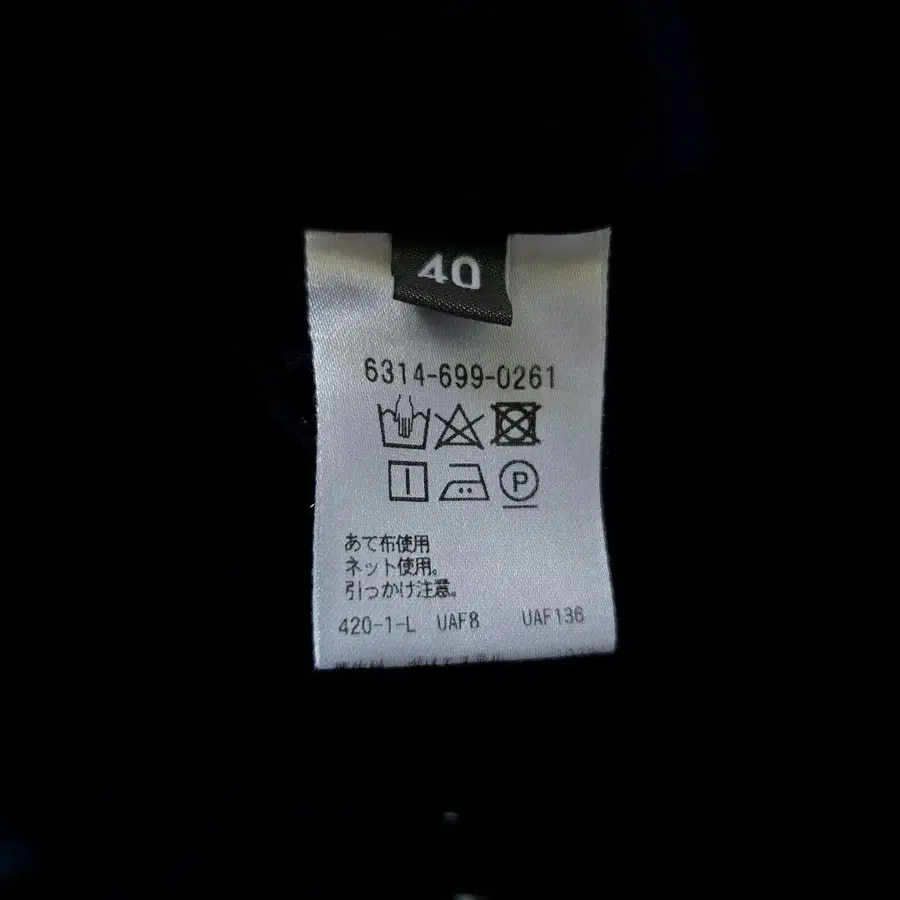 40
6314-699-0261
P
あて布使用
ネット使用。
引っかけ注意。
420-1-L UAF8 UAF136